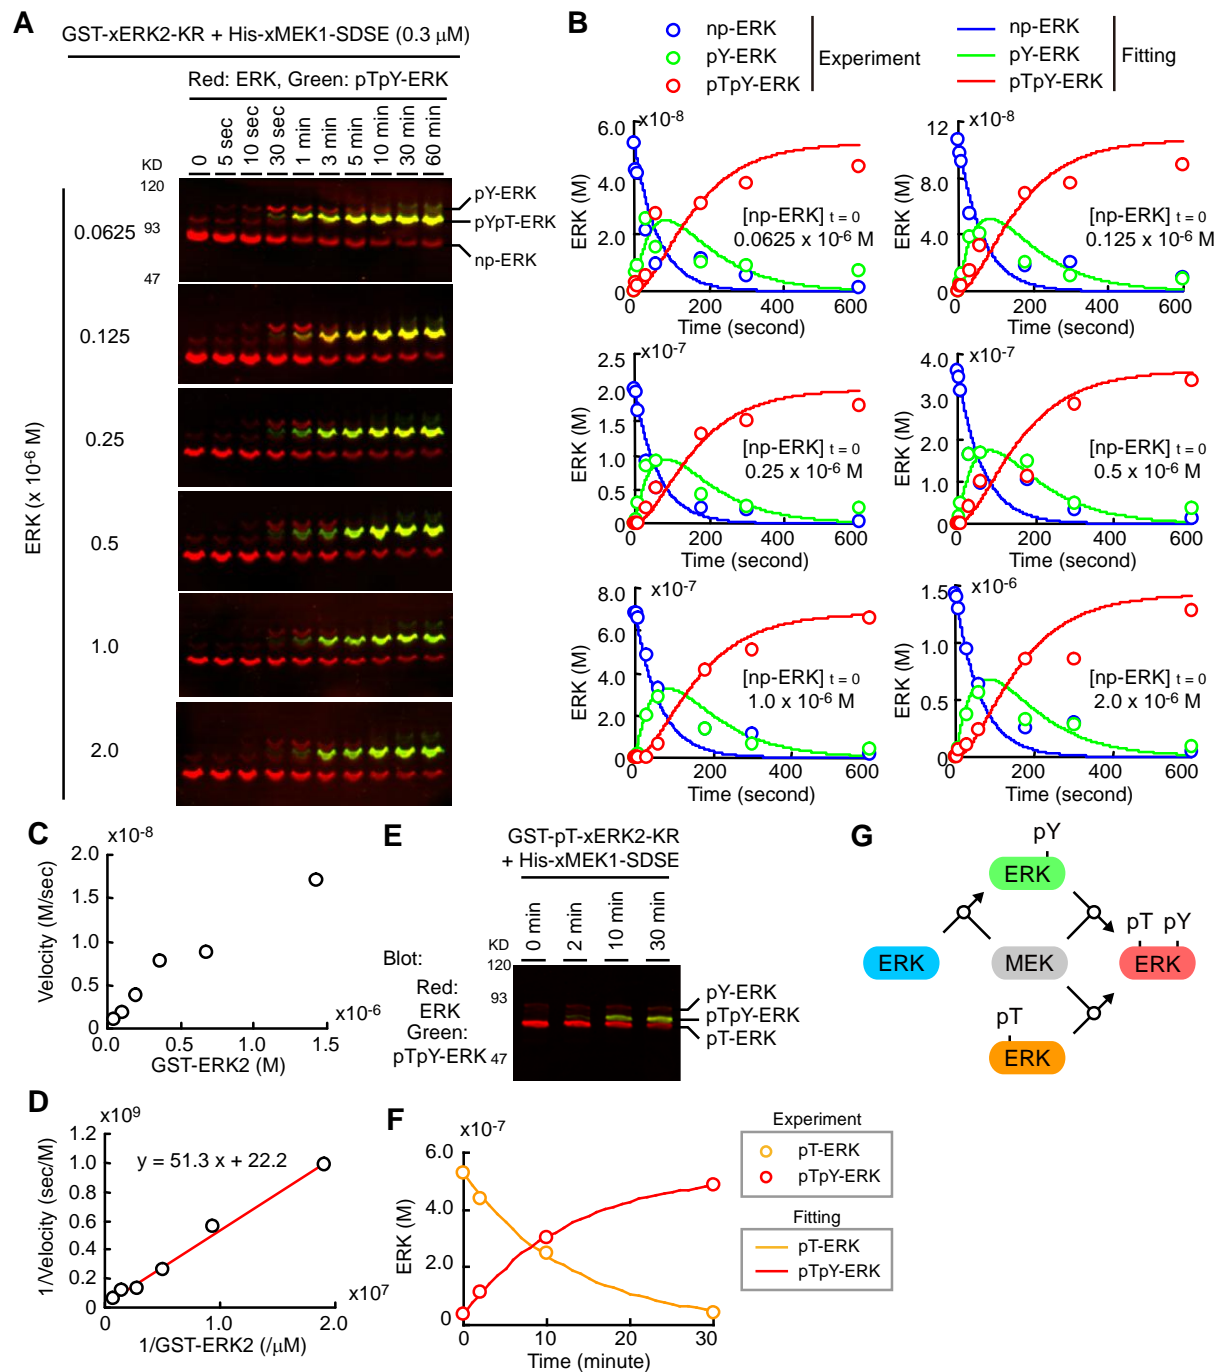 A
GST-xERK2-KR + His-xMEK1-SDSE (0.3 μM)
Red: ERK, Green: pTpY-ERK
0
5 sec
10 sec
30 sec
1 min
3 min
5 min
10 min
30 min
60 min
KD
120
93
47
pY-ERK
pYpT-ERK
np-ERK
ERK (x 10-6 M)
0.0625
0.125
0.25
0.5
1.0
2.0
B
np-ERK
pY-ERK
pTpY-ERK
Experiment
np-ERK
pY-ERK
pTpY-ERK
Fitting
x10-8
6.0
4.0
2.0
0
ERK (M)
[np-ERK] t = 0
0.0625 x 10-6 M
200 400 600
Time (second)
12 x10-8
8.0
4.0
0
ERK (M)
[np-ERK] t = 0
0.125 x 10-6 M
0 200 400 600
Time (second)
x10-7
2.5
2.0
1.5
1.0
0.5
0
ERK (M)
[np-ERK] t = 0
0.25 x 10-6 M
0 200 400 600
Time (second)
x10-7
4.0
3.0
2.0
1.0
0
ERK (M)
[np-ERK] t = 0
0.5 x 10-6 M
0 200 400 600
Time (second)
x10-7
8.0
6.0
4.0
2.0
0
ERK (M)
[np-ERK] t = 0
1.0 x 10-6 M
0 200 400 600
Time (second)
1.5 x10-6
1.0
0.5
0
ERK (M)
[np-ERK] t = 0
2.0 x 10-6 M
0 200 400 600
Time (second)
C
x10-8
2.0
1.5
1.0
0.5
0
Velocity (M/sec)
0.0 0.5 1.0 1.5
x10-6
GST-ERK2 (M)
D
x109
1.2
1.0
0.8
0.6
0.4
0.2
0
1/Velocity (sec/M)
y = 51.3 x + 22.2
0 1.0 2.0
x107
1/GST-ERK2 (/μM)
E
GST-pT-xERK2-KR
+ His-xMEK1-SDSE
0 min
2 min
10 min
30 min
KD
120
93
47
Blot:
Red:
ERK
Green:
pTpY-ERK
pY-ERK
pTpY-ERK
pT-ERK
F
x10-7
6.0
4.0
2.0
0
ERK (M)
0 10 20 30
Time (minute)
Experiment
pT-ERK
pTpY-ERK
Fitting
pT-ERK
pTpY-ERK
G
pY
ERK
pT pY
ERK MEK ERK
pT
ERK